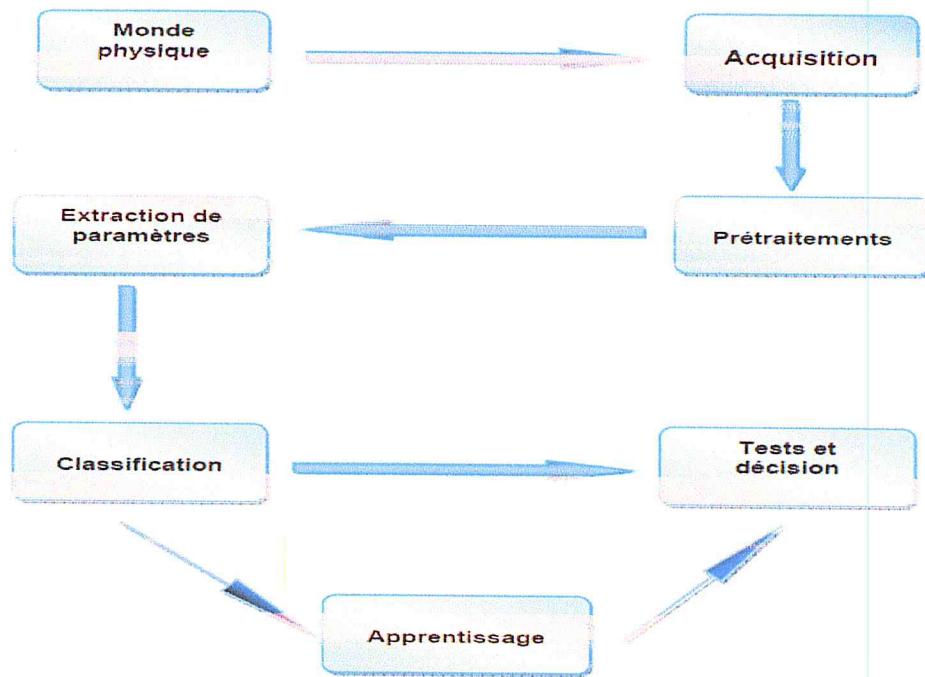 Monde
physique
Acquisition
Extraction de
paramètres
Prétraitements
Classification
Tests et
décision
Apprentissage